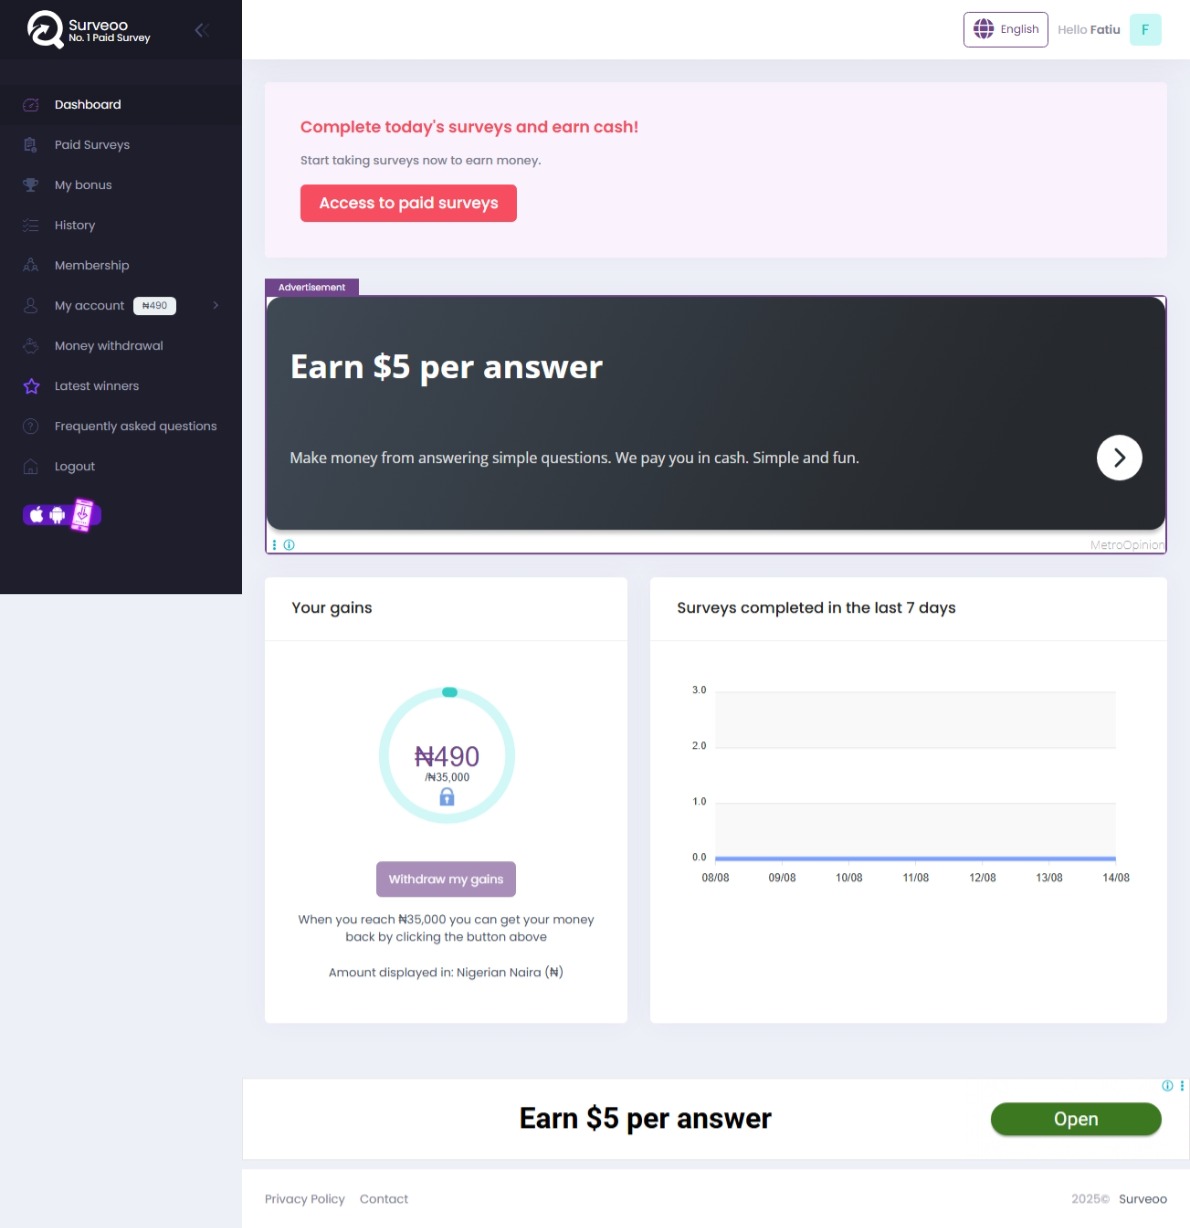 Surveoo
No. 1 Paid Survey
English
Hello Fatiu
F
Dashboard
Paid Surveys
My bonus
History
Membership
My account ₦490
Money withdrawal
Latest winners
Frequently asked questions
Logout
Complete today's surveys and earn cash!
Start taking surveys now to earn money.
Access to paid surveys
Advertisement
Earn $5 per answer
Make money from answering simple questions. We pay you in cash. Simple and fun.
MetroOpinion
Your gains
₦490
/₦35,000
Withdraw my gains
When you reach ₦35,000 you can get your money
back by clicking the button above
Amount displayed in: Nigerian Naira (₦)
Surveys completed in the last 7 days
3.0
2.0
1.0
0.0
08/08 09/08 10/08 11/08 12/08 13/08 14/08
Earn $5 per answer
Open
Privacy Policy Contact
2025© Surveoo